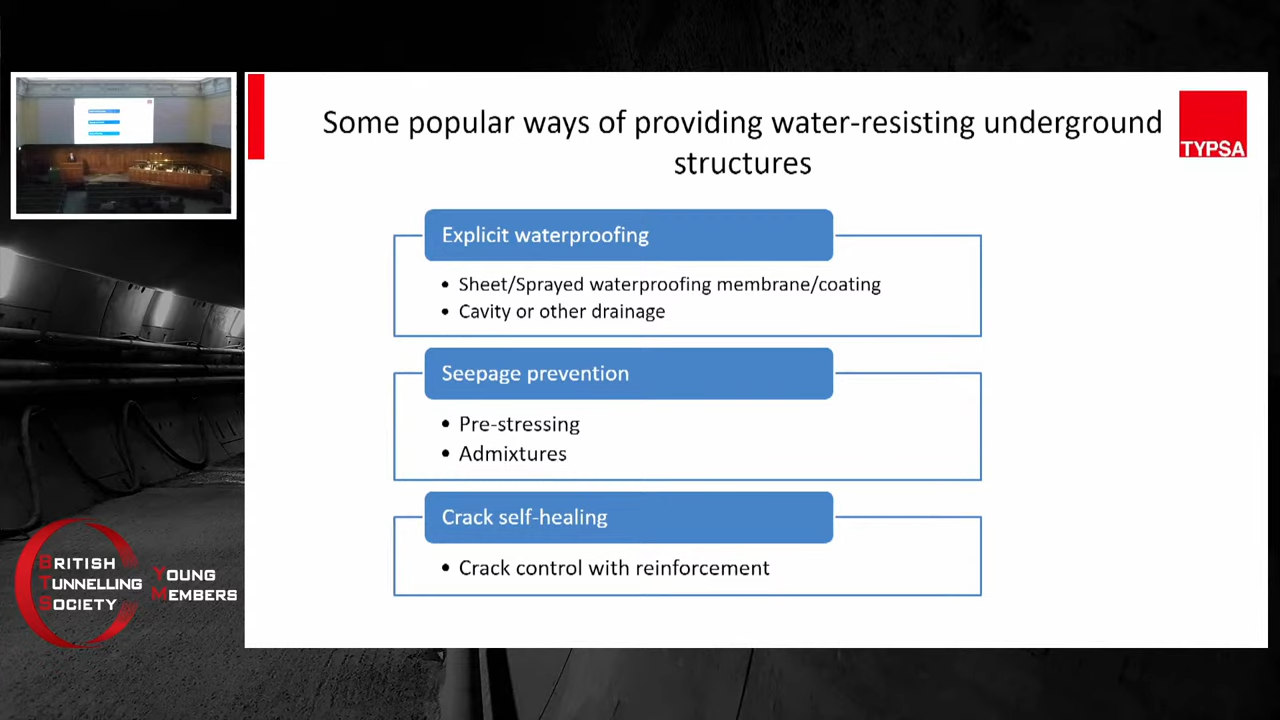 Some popular ways of providing water-resisting underground
structures
TYPSA
Explicit waterproofing
• Sheet/Sprayed waterproofing membrane/coating
• Cavity or other drainage
Seepage prevention
• Pre-stressing
• Admixtures
Crack self-healing
• Crack control with reinforcement
BRITISH
TUNNELLING
SOCIETY
YOUNG
MEMBERS